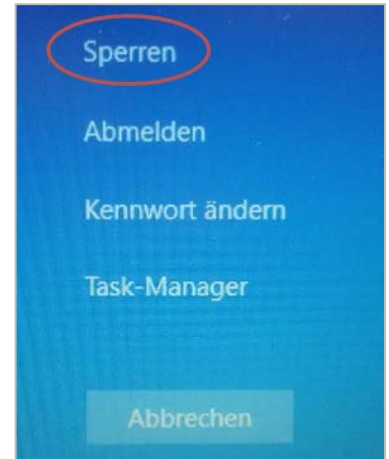 Sperren
Abmelden
Kennwort ändern
Task-Manager
Abbrechen